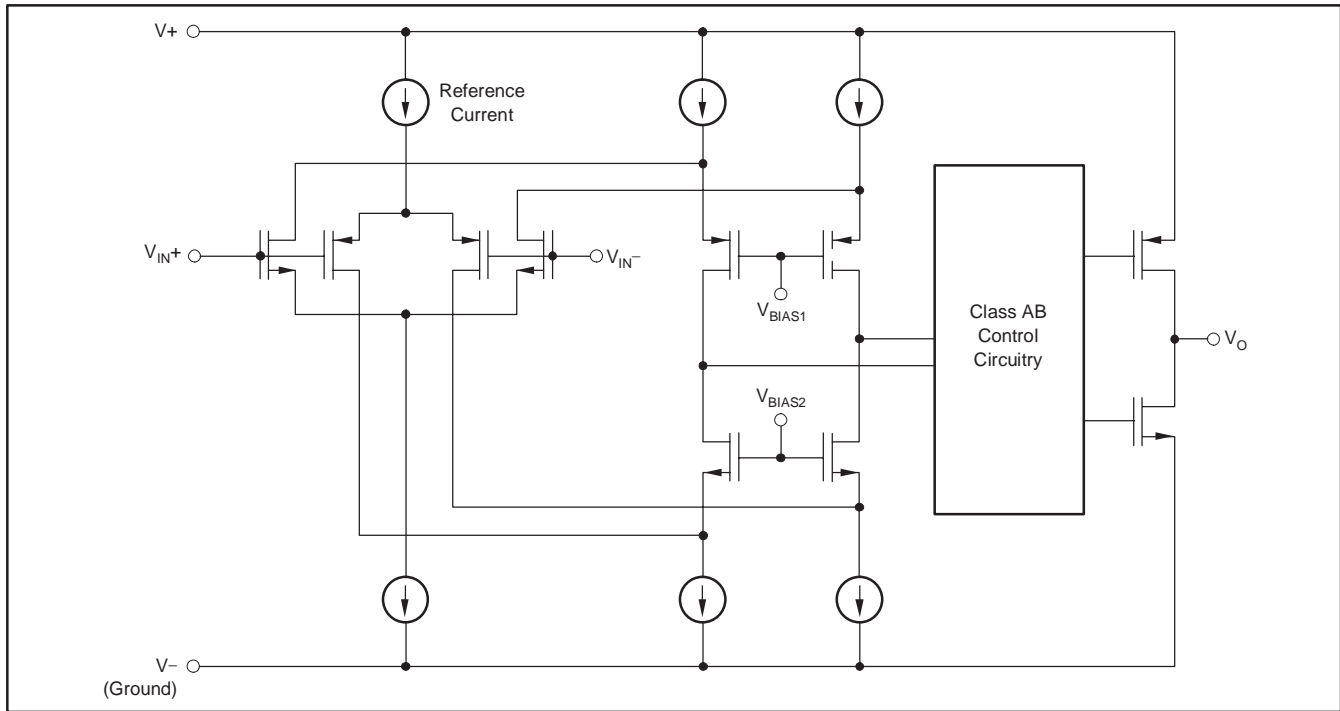 V+
Reference
Current
V_IN+
V_IN−
V_BIAS1
Class AB
Control
Circuitry
V_O
V_BIAS2
V−
(Ground)